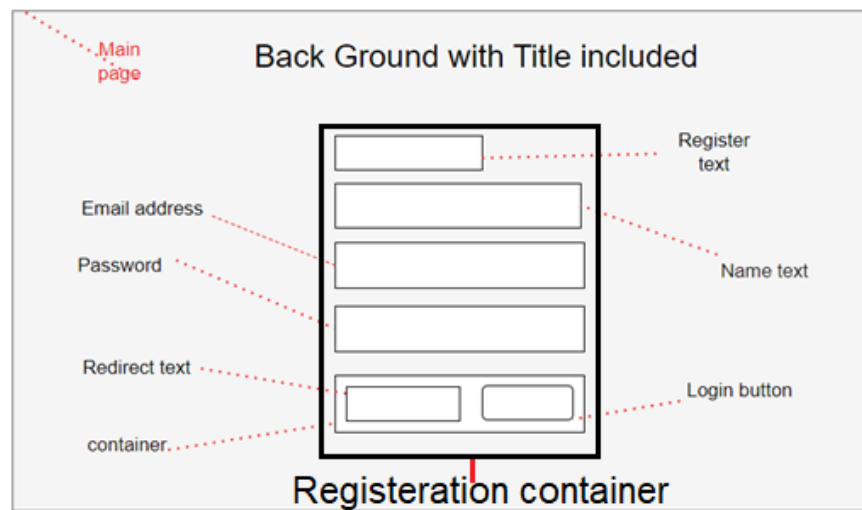 Main
page
Back Ground with Title included
Register
text
Email address
Password
Name text
Redirect text
Login button
container
Registeration container